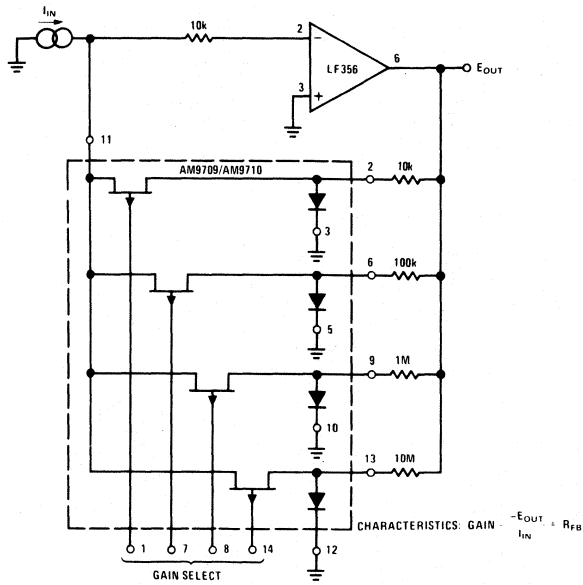 I_IN
10k
2
6
LF356
E_OUT
3
−
+
11
AM9709/AM9710
2
10k
3
6
100k
5
9
1M
10
13
10M
CHARACTERISTICS: GAIN - -E_OUT / I_IN = R_FB
1
7
8
14
12
GAIN SELECT